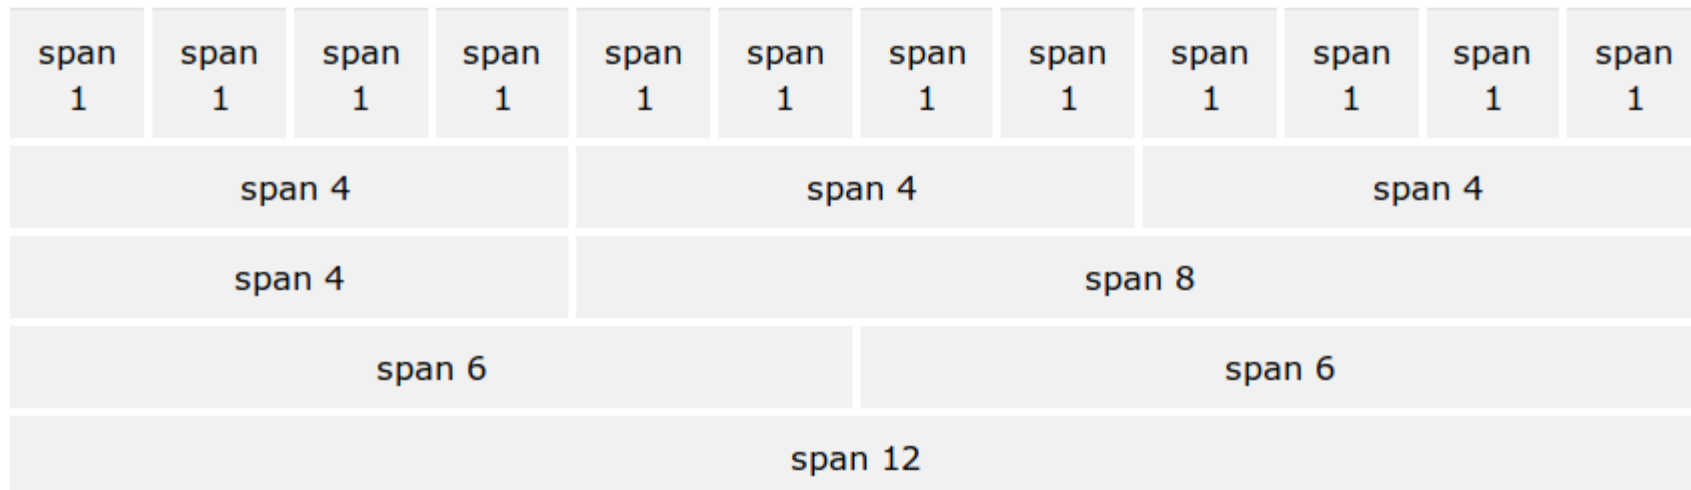 span span span span span span span span span span span span
1 1 1 1 1 1 1 1 1 1 1 1
span 4 span 4 span 4
span 4 span 8
span 6 span 6
span 12